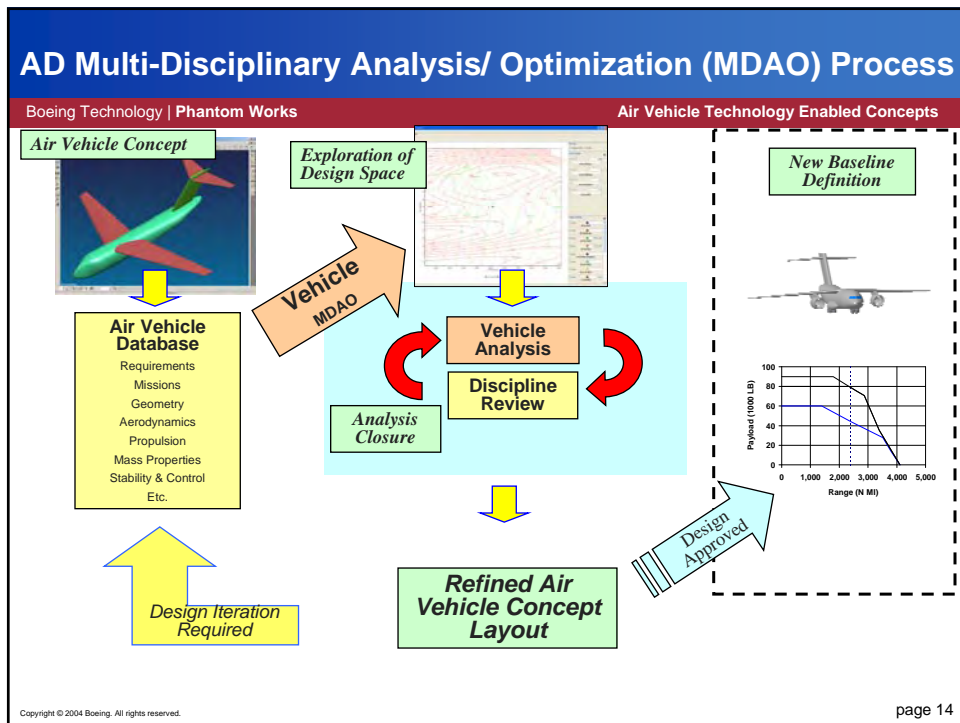 AD Multi-Disciplinary Analysis/ Optimization (MDAO) Process
Boeing Technology | Phantom Works
Air Vehicle Technology Enabled Concepts
Air Vehicle Concept
Exploration of
Design Space
New Baseline
Definition
Vehicle
MDAO
Air Vehicle
Database
Requirements
Missions
Geometry
Aerodynamics
Propulsion
Mass Properties
Stability & Control
Etc.
Vehicle
Analysis
Discipline
Review
Analysis
Closure
Payload (1000 LB)
100
80
60
40
20
0
0 1,000 2,000 3,000 4,000 5,000
Range (N MI)
Design
Approved
Refined Air
Vehicle Concept
Layout
Design Iteration
Required
Copyright © 2004 Boeing. All rights reserved.
page 14